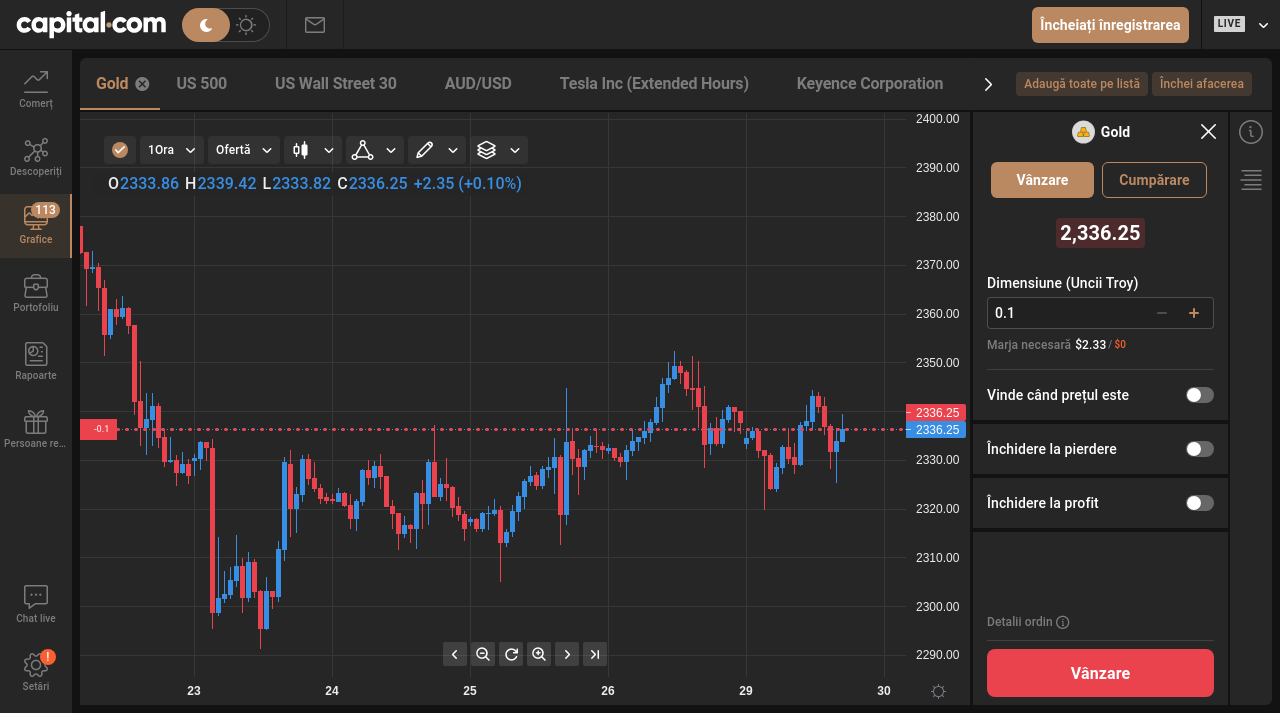 capital.com
Încheiați înregistrarea
LIVE
Comerț
Descoperiți
113
Grafice
Portofoliu
Rapoarte
Persoane re...
Chat live
!
Setări
Gold
US 500
US Wall Street 30
AUD/USD
Tesla Inc (Extended Hours)
Keyence Corporation
Adaugă toate pe listă
Închei afacerea
1Ora
Ofertă
O2333.86 H2339.42 L2333.82 C2336.25 +2.35 (+0.10%)
-0.1
2400.00
2390.00
2380.00
2370.00
2360.00
2350.00
2336.25
2336.25
2330.00
2320.00
2310.00
2300.00
2290.00
23 24 25 26 29 30
Gold
Vânzare
Cumpărare
2,336.25
Dimensiune (Uncii Troy)
0.1
Marja necesară $2.33 / $0
Vinde când prețul este
Închidere la pierdere
Închidere la profit
Detalii ordin
Vânzare